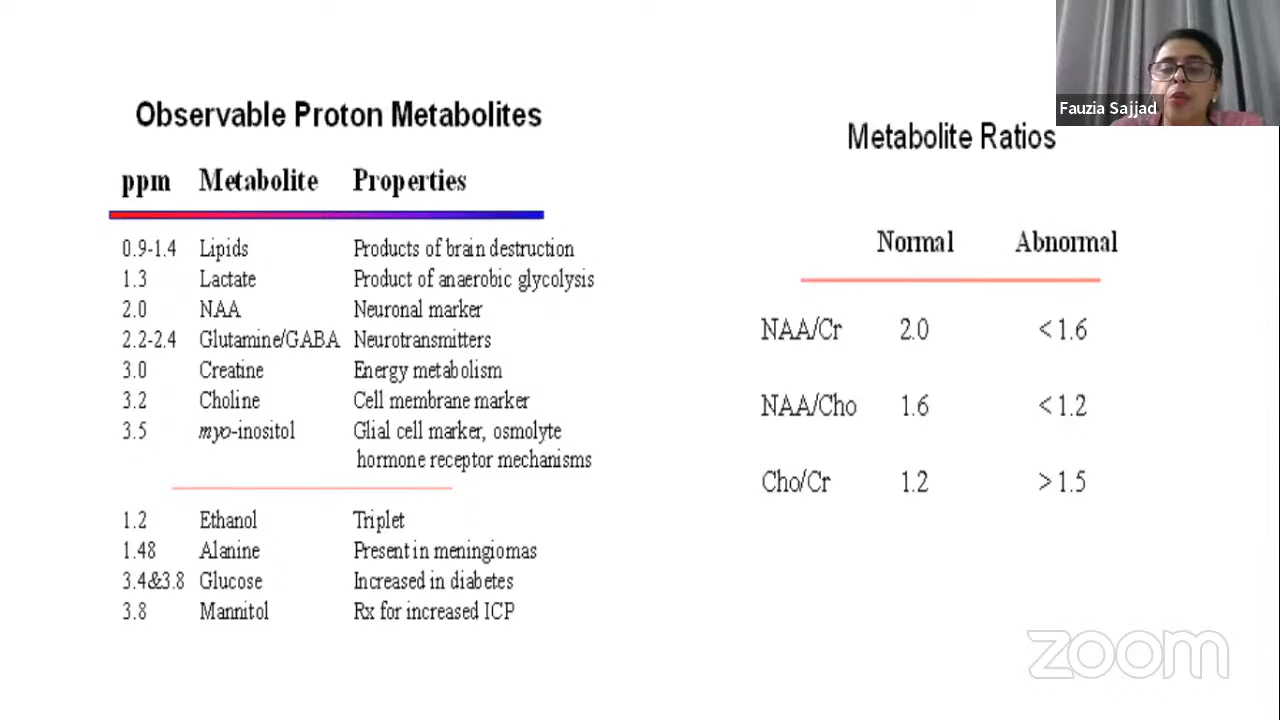 Fauzia Sajjad
Observable Proton Metabolites
ppm Metabolite Properties
0.9-1.4 Lipids Products of brain destruction
1.3 Lactate Product of anaerobic glycolysis
2.0 NAA Neuronal marker
2.2-2.4 Glutamine/GABA Neurotransmitters
3.0 Creatine Energy metabolism
3.2 Choline Cell membrane marker
3.5 myo-inositol Glial cell marker, osmolyte
hormone receptor mechanisms
1.2 Ethanol Triplet
1.48 Alanine Present in meningiomas
3.4&3.8 Glucose Increased in diabetes
3.8 Mannitol Rx for increased ICP
Metabolite Ratios
Normal Abnormal
NAA/Cr 2.0 < 1.6
NAA/Cho 1.6 < 1.2
Cho/Cr 1.2 > 1.5
zoom